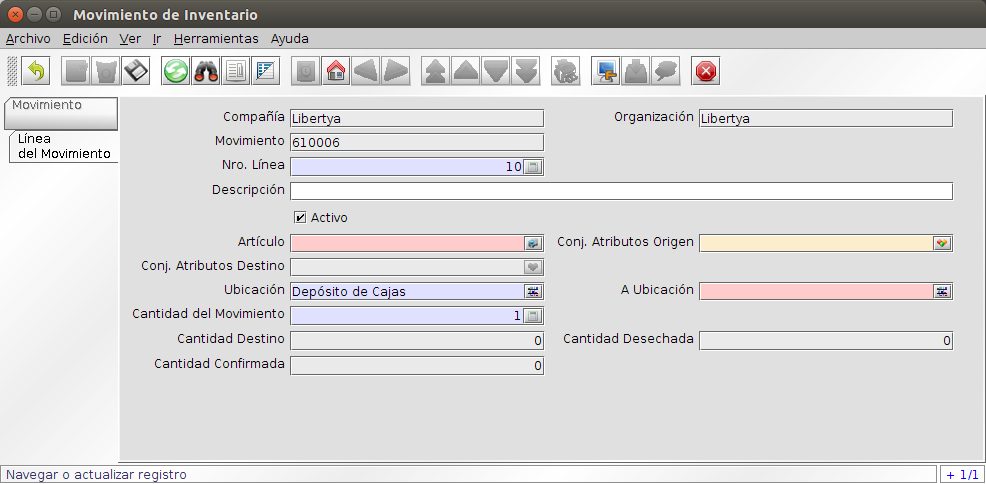 Movimiento de Inventario
Archivo Edición Ver Ir Herramientas Ayuda
Movimiento
Línea
del Movimiento
Compañía Libertya Organización Libertya
Movimiento 610006
Nro. Línea 10
Descripción
Activo
Artículo Conj. Atributos Origen
Conj. Atributos Destino
Ubicación Depósito de Cajas A Ubicación
Cantidad del Movimiento 1
Cantidad Destino 0 Cantidad Desechada 0
Cantidad Confirmada 0
Navegar o actualizar registro + 1/1